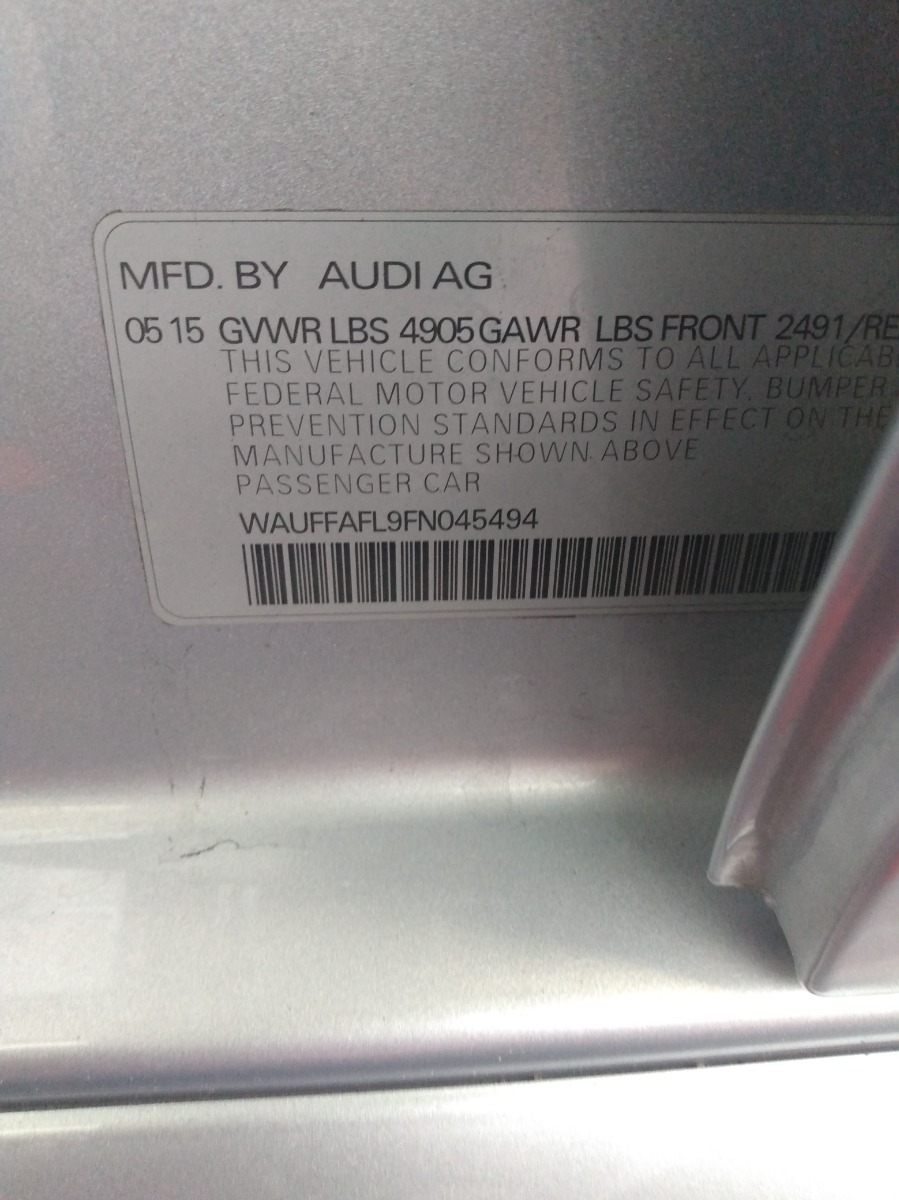 MFD. BY AUDI AG
05 15 GVWR LBS 4905 GAWR LBS FRONT 2491/RE
THIS VEHICLE CONFORMS TO ALL APPLICAB
FEDERAL MOTOR VEHICLE SAFETY, BUMPER
PREVENTION STANDARDS IN EFFECT ON THE
MANUFACTURE SHOWN ABOVE
PASSENGER CAR
WAUFFAFL9FN045494